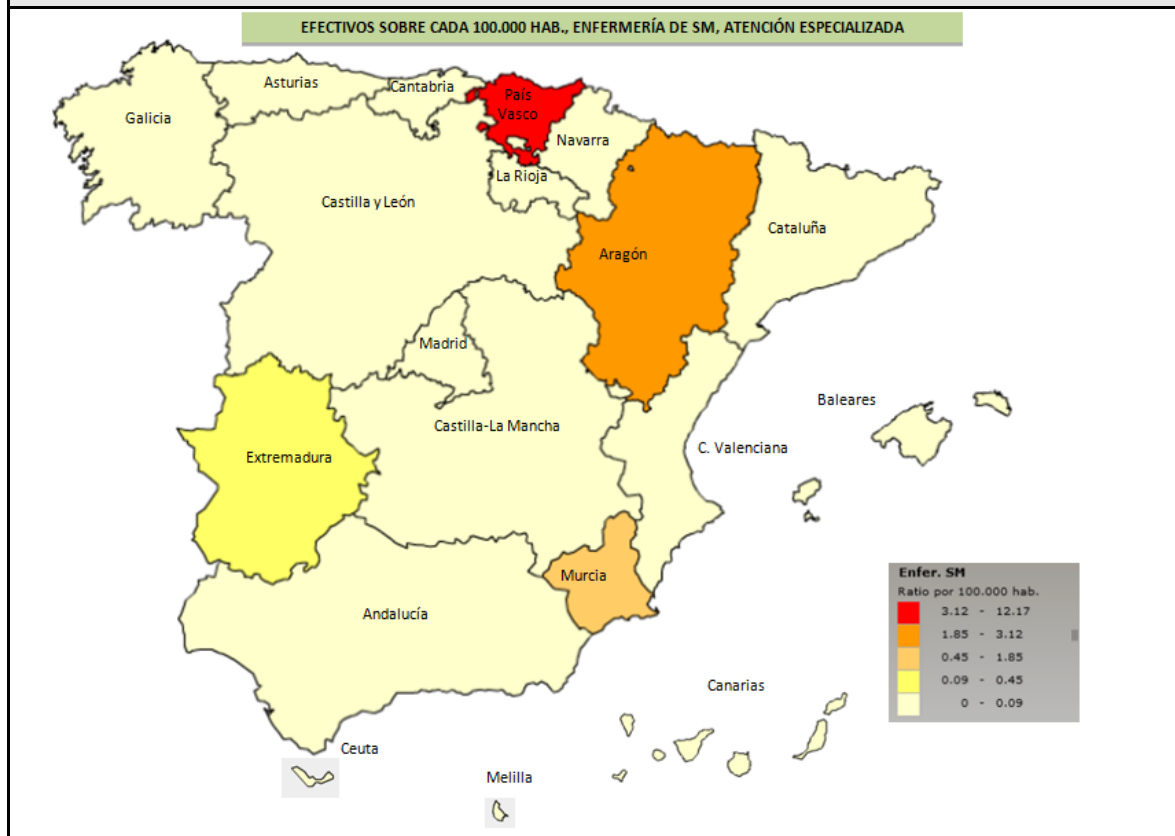 EFECTIVOS SOBRE CADA 100.000 HAB., ENFERMERÍA DE SM, ATENCIÓN ESPECIALIZADA
Asturias
Cantabria
País
Vasco
Galicia
Navarra
La Rioja
Castilla y León
Cataluña
Aragón
Madrid
Baleares
Castilla-La Mancha
C. Valenciana
Extremadura
Murcia
Andalucía
Enfer. SM
Ratio por 100.000 hab.
3.12 - 12.17
1.85 - 3.12
0.45 - 1.85
0.09 - 0.45
0 - 0.09
Canarias
Ceuta
Melilla